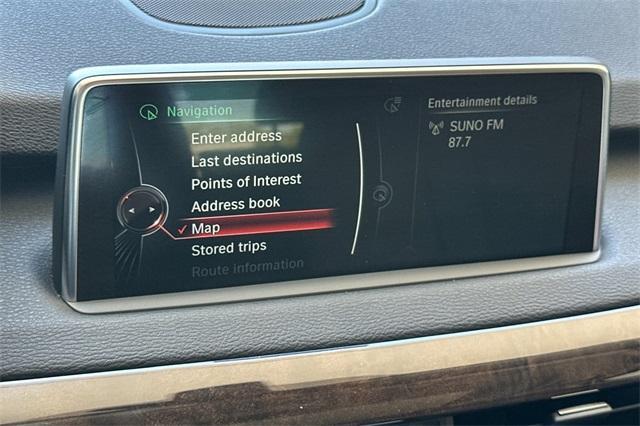 Navigation
Enter address
Last destinations
Points of Interest
Address book
✓ Map
Stored trips
Route information
Entertainment details
SUNO FM
87.7